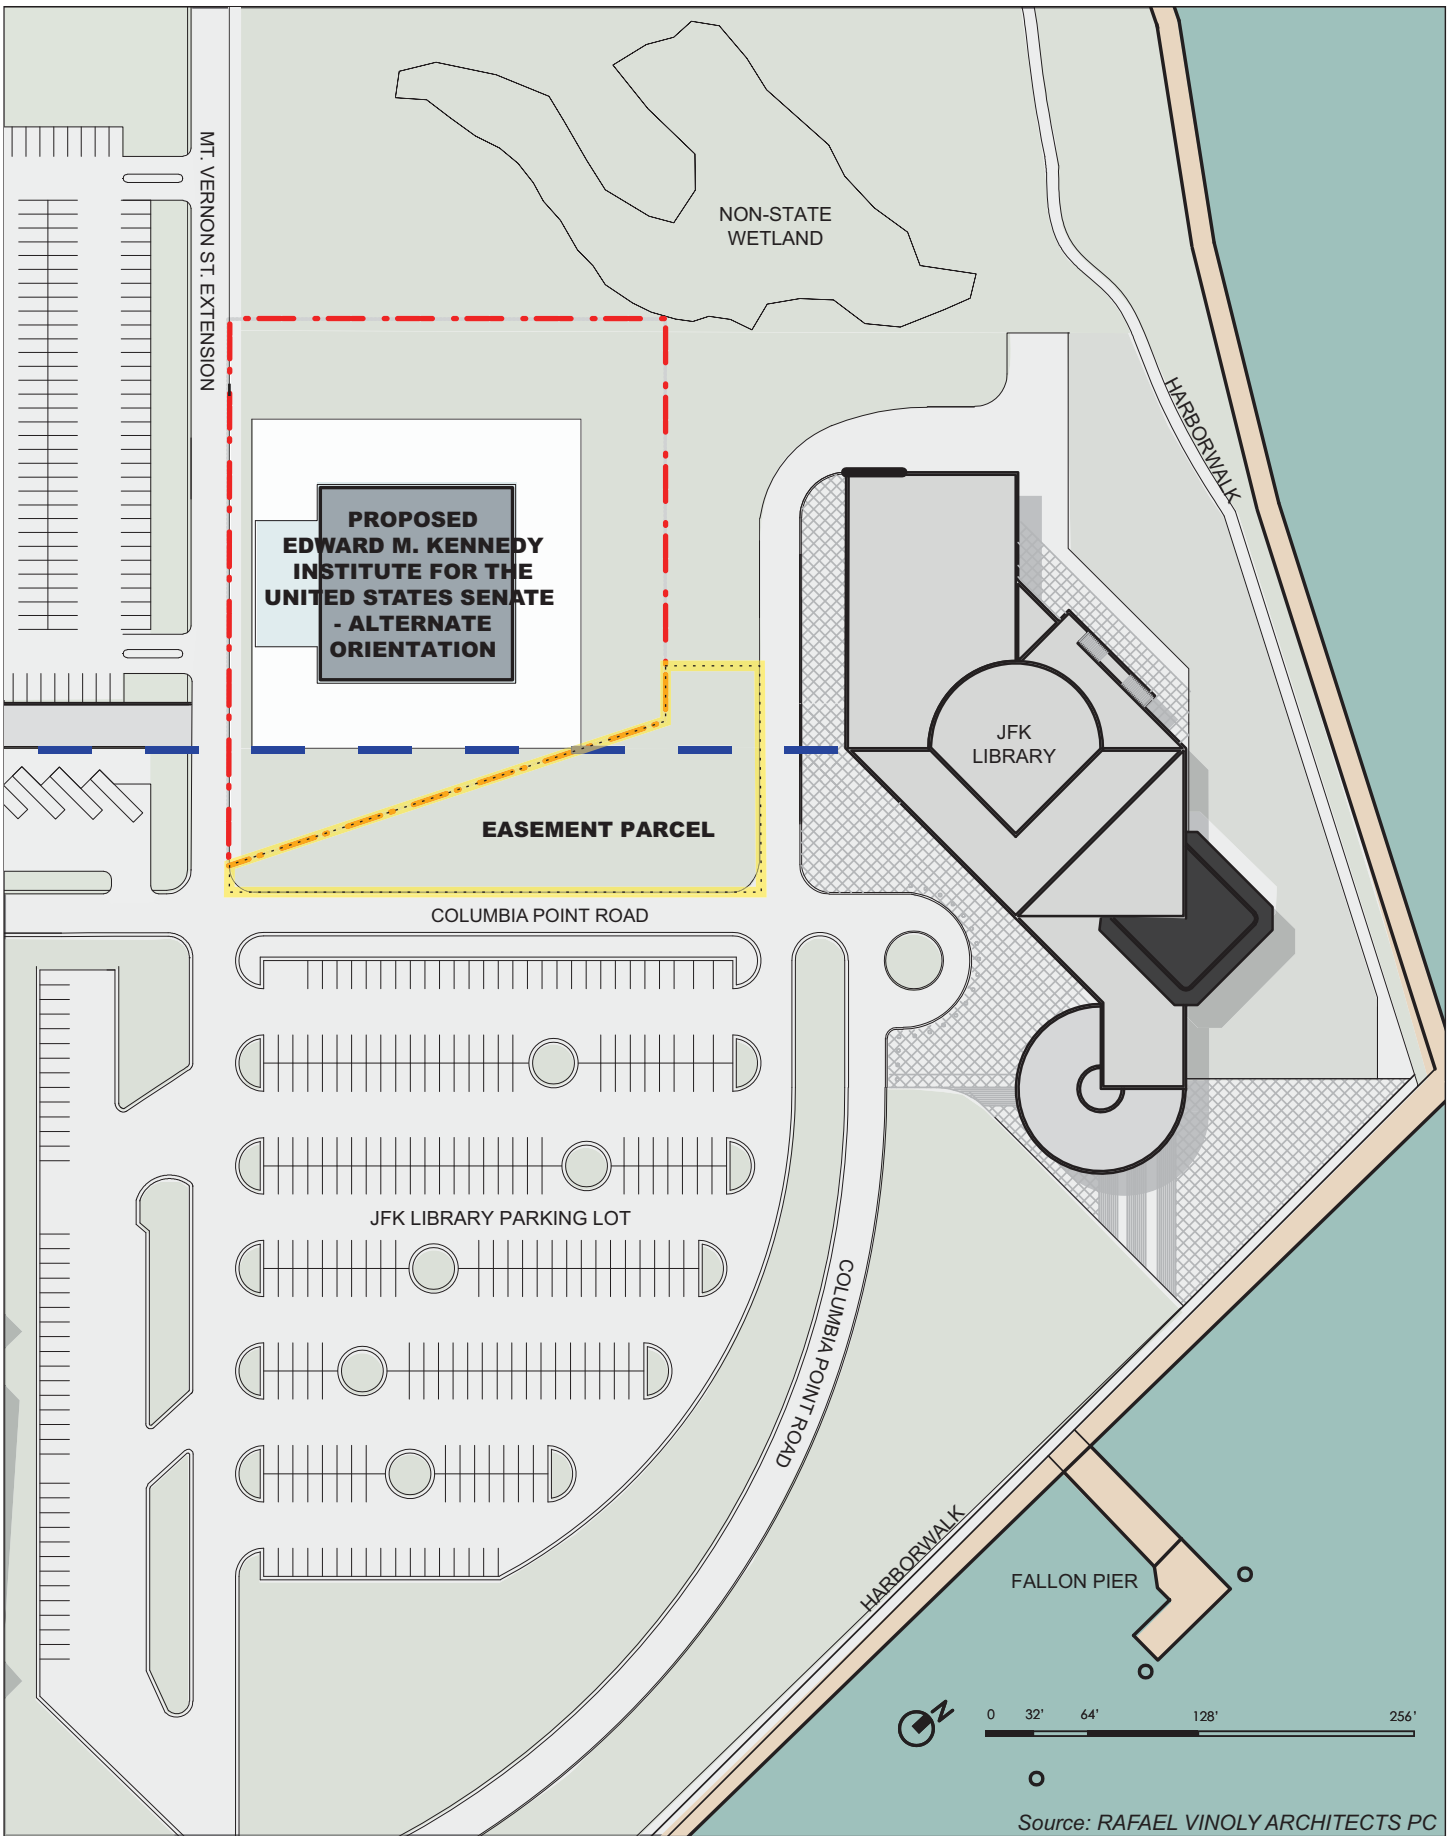 MT. VERNON ST. EXTENSION
NON-STATE
WETLAND
HARBORWALK
PROPOSED
EDWARD M. KENNEDY
INSTITUTE FOR THE
UNITED STATES SENATE
- ALTERNATE
ORIENTATION
JFK
LIBRARY
EASEMENT PARCEL
COLUMBIA POINT ROAD
JFK LIBRARY PARKING LOT
COLUMBIA POINT ROAD
HARBORWALK
FALLON PIER
N
0 32' 64' 128' 256'
Source: RAFAEL VINOLY ARCHITECTS PC